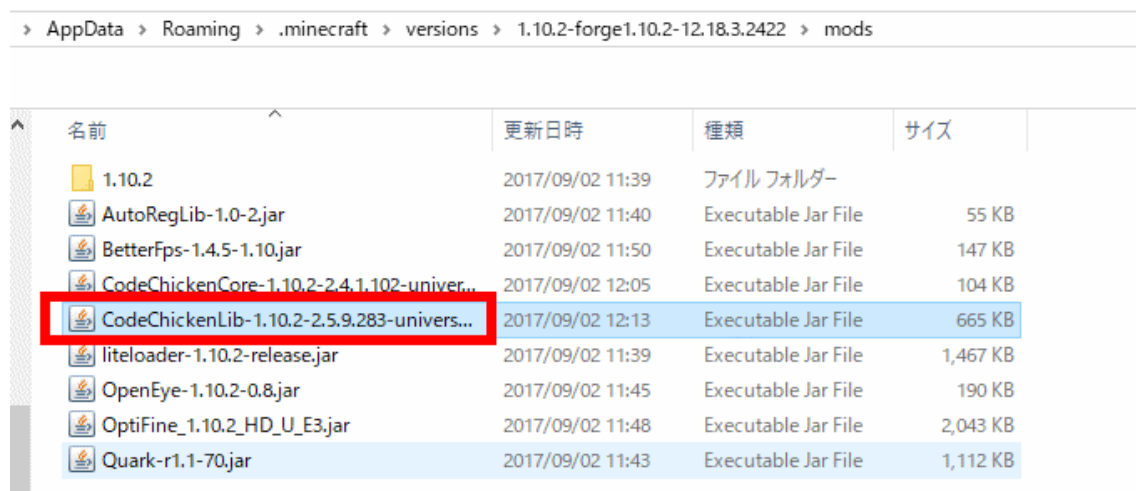 › AppData › Roaming › .minecraft › versions › 1.10.2-forge1.10.2-12.18.3.2422 › mods
名前 更新日時 種類 サイズ
1.10.2 2017/09/02 11:39 ファイル フォルダー
AutoRegLib-1.0-2.jar 2017/09/02 11:40 Executable Jar File 55 KB
BetterFps-1.4.5-1.10.jar 2017/09/02 11:50 Executable Jar File 147 KB
CodeChickenCore-1.10.2-2.4.1.102-univer... 2017/09/02 12:05 Executable Jar File 104 KB
CodeChickenLib-1.10.2-2.5.9.283-univers... 2017/09/02 12:13 Executable Jar File 665 KB
liteloader-1.10.2-release.jar 2017/09/02 11:39 Executable Jar File 1,467 KB
OpenEye-1.10.2-0.8.jar 2017/09/02 11:45 Executable Jar File 190 KB
OptiFine_1.10.2_HD_U_E3.jar 2017/09/02 11:48 Executable Jar File 2,043 KB
Quark-r1.1-70.jar 2017/09/02 11:43 Executable Jar File 1,112 KB